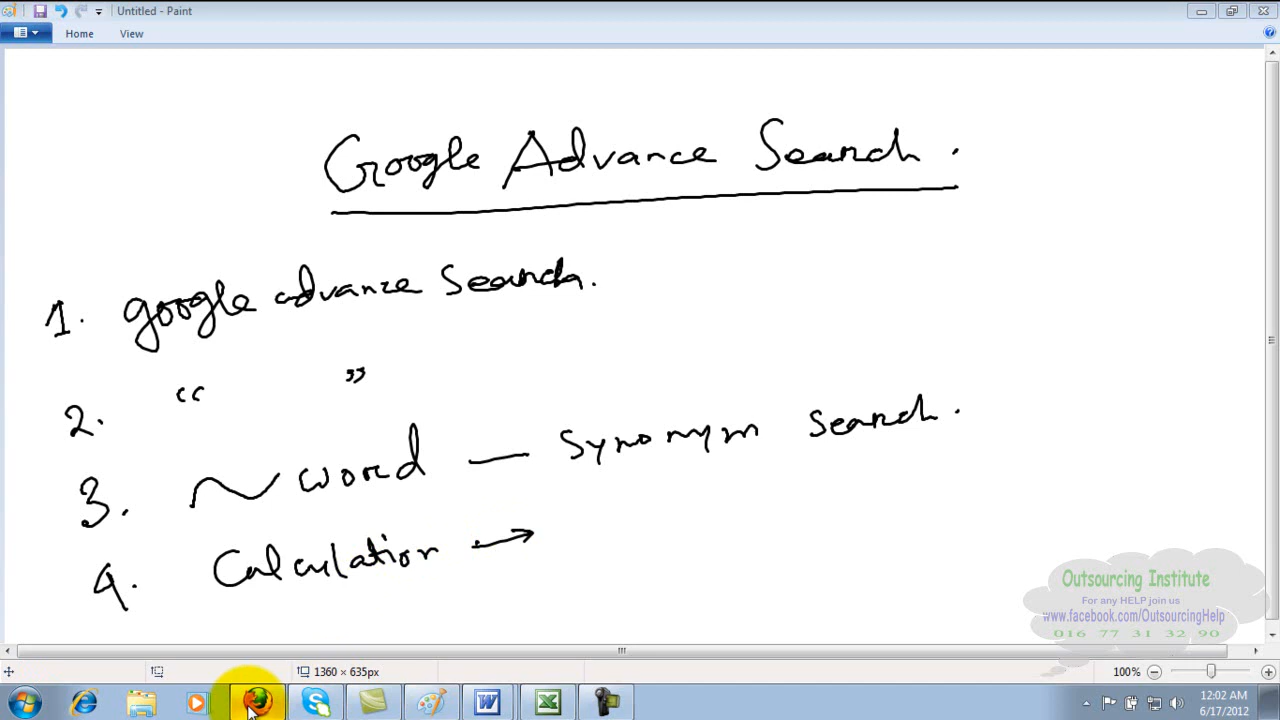 Untitled - Paint
Home View
Google Advance Search.
1. google advance Search.
2. “ ”
3. ~word — Synonym Search.
4. Calculation →
Outsourcing Institute
For any HELP join us
www.facebook.com/OutsourcingHelp
016 77 31 32 90
1360 × 635px
100%
12:02 AM
6/17/2012